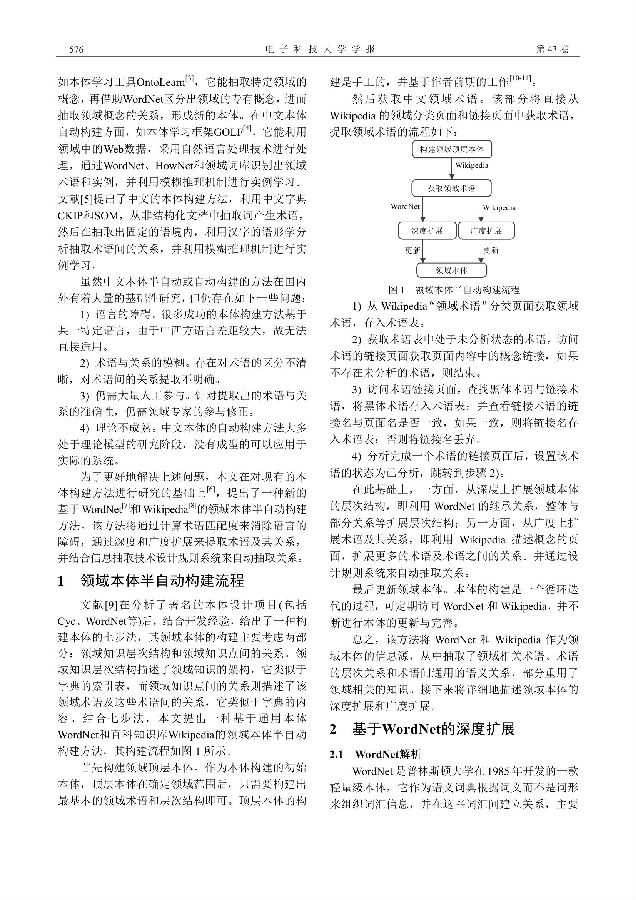 576
电子科技大学学报
第43卷
如本体学习工具OntoLearn[3]，它能抽取特定领域的
概念，再借助WordNet区分出领域的专有概念，进而
抽取领域概念的关系，形成新的本体。在中文本体
自动构建方面，如本体学习框架GOLF[4]，它能利用
领域中的Web数据，采用自然语言处理技术进行处
理，通过WordNet、HowNet和领域词库识别出领域
术语和实例，并利用模糊推理机制进行实例学习。
文献[5]提出了中文的本体构建方法，利用中文字典
CKIP和SOM，从非结构化文档中抽取词产生术语，
然后在抽取出固定的语境内，利用汉字的语形学分
析抽取术语间的关系，并利用模糊推理机制进行实
例学习。
虽然中文本体半自动或自动构建的方法在国内
外有着大量的基础性研究，但仍存在如下一些问题：
1) 语言的障碍。很多成功的本体构建方法基于
某一特定语言，由于中西方语言差距较大，故无法
直接适用。
2) 术语与关系的模糊。存在对术语的区分不清
晰，对术语间的关系提取不明确。
3) 仍需大量人工参与。针对提取出的术语与关
系的准确性，仍需领域专家的参与修正。
4) 理论不成熟。中文本体的自动构建方法大多
处于理论模型的研究阶段，没有成型的可以应用于
实际的系统。
为了更好地解决上述问题，本文在对现有的本
体构建方法进行研究的基础上[6]，提出了一种新的
基于WordNet[7]和Wikipedia[8]的领域本体半自动构建
方法。该方法将通过计算术语匹配度来消除语言的
障碍，通过深度和广度扩展来提取术语及其关系，
并结合信息抽取技术设计规则系统来自动抽取关系。
1 领域本体半自动构建流程
文献[9]在分析了著名的本体设计项目(包括
Cyc、WordNet等)后，结合开发经验，给出了一种构
建本体的七步法，其领域本体的构建主要考虑两部
分：领域知识层次结构和领域知识点间的关系。领
域知识层次结构描述了领域知识的架构，它类似于
字典的索引表，而领域知识点间的关系则描述了该
领域术语及这些术语间的关系，它类似于字典的内
容。结合七步法，本文提出一种基于通用本体
WordNet和百科知识库Wikipedia的领域本体半自动
构建方法，其构建流程如图1所示。
首先构建领域顶层本体，作为本体构建的初始
本体，顶层本体在确定领域范围后，只需要构建出
最基本的领域术语和层次结构即可。顶层本体的构
建是手工的，并基于作者前期的工作[10-11]。
然后获取中文领域术语。该部分将直接从
Wikipedia的领域分类页面和链接页面中获取术语，
提取领域术语的流程如下：
构建领域顶层本体
Wikipedia
获取领域术语
WordNet
Wikipedia
深度扩展
广度扩展
更新
更新
领域本体
图1 领域本体半自动构建流程
1) 从Wikipedia“领域术语”分类页面获取领域
术语，存入术语表。
2) 获取术语表中处于未分析状态的术语，访问
术语的链接页面获取页面内容中的概念链接，如果
不存在未分析的术语，则结束。
3) 访问术语链接页面，查找黑体术语与链接术
语，将黑体术语存入术语表；并查看链接术语的链
接名与页面名是否一致，如果一致，则将链接名存
入术语表；否则将链接名丢弃。
4) 分析完成一个术语的链接页面后，设置该术
语的状态为已分析，跳转到步骤2)。
在此基础上，一方面，从深度上扩展领域本体
的层次结构，即利用WordNet的继承关系、整体与
部分关系等扩展层次结构；另一方面，从广度上扩
展术语及其关系，即利用Wikipedia描述概念的页
面，扩展更多的术语及术语之间的关系，并通过设
计规则系统来自动抽取关系。
最后更新领域本体。本体的构建是一个循环迭
代的过程，可定期访问WordNet和Wikipedia，并不
断进行本体的更新与完善。
总之，该方法将WordNet和Wikipedia作为领
域本体的信息源，从中抽取了领域相关术语、术语
的层次关系和术语间通用的语义关系，部分重用了
领域相关的知识。接下来将详细地描述领域本体的
深度扩展和广度扩展。
2 基于WordNet的深度扩展
2.1 WordNet解析
WordNet是普林斯顿大学在1985年开发的一款
轻量级本体，它作为语义词典根据词义而不是词形
来组织词汇信息，并在这些词汇间建立关系，主要